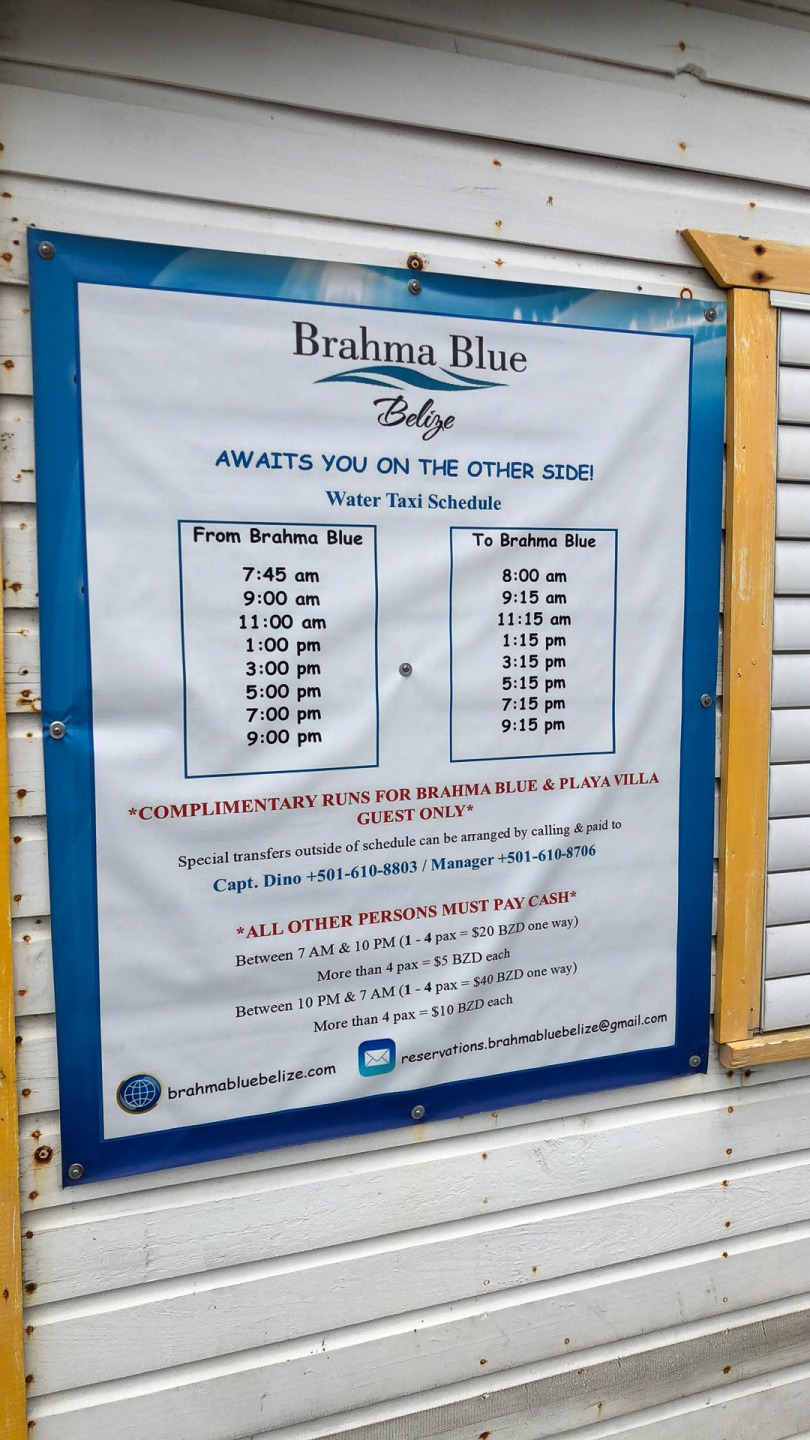 Brahma Blue
Belize
AWAITS YOU ON THE OTHER SIDE!
Water Taxi Schedule
From Brahma Blue
7:45 am
9:00 am
11:00 am
1:00 pm
3:00 pm
5:00 pm
7:00 pm
9:00 pm
To Brahma Blue
8:00 am
9:15 am
11:15 am
1:15 pm
3:15 pm
5:15 pm
7:15 pm
9:15 pm
*COMPLIMENTARY RUNS FOR BRAHMA BLUE & PLAYA VILLA
GUEST ONLY*
Special transfers outside of schedule can be arranged by calling & paid to
Capt. Dino +501-610-8803 / Manager +501-610-8706
*ALL OTHER PERSONS MUST PAY CASH*
Between 7 AM & 10 PM (1 - 4 pax = $20 BZD one way)
More than 4 pax = $5 BZD each
Between 10 PM & 7 AM (1 - 4 pax = $40 BZD one way)
More than 4 pax = $10 BZD each
brahmabluebelize.com
reservations.brahmabluebelize@gmail.com